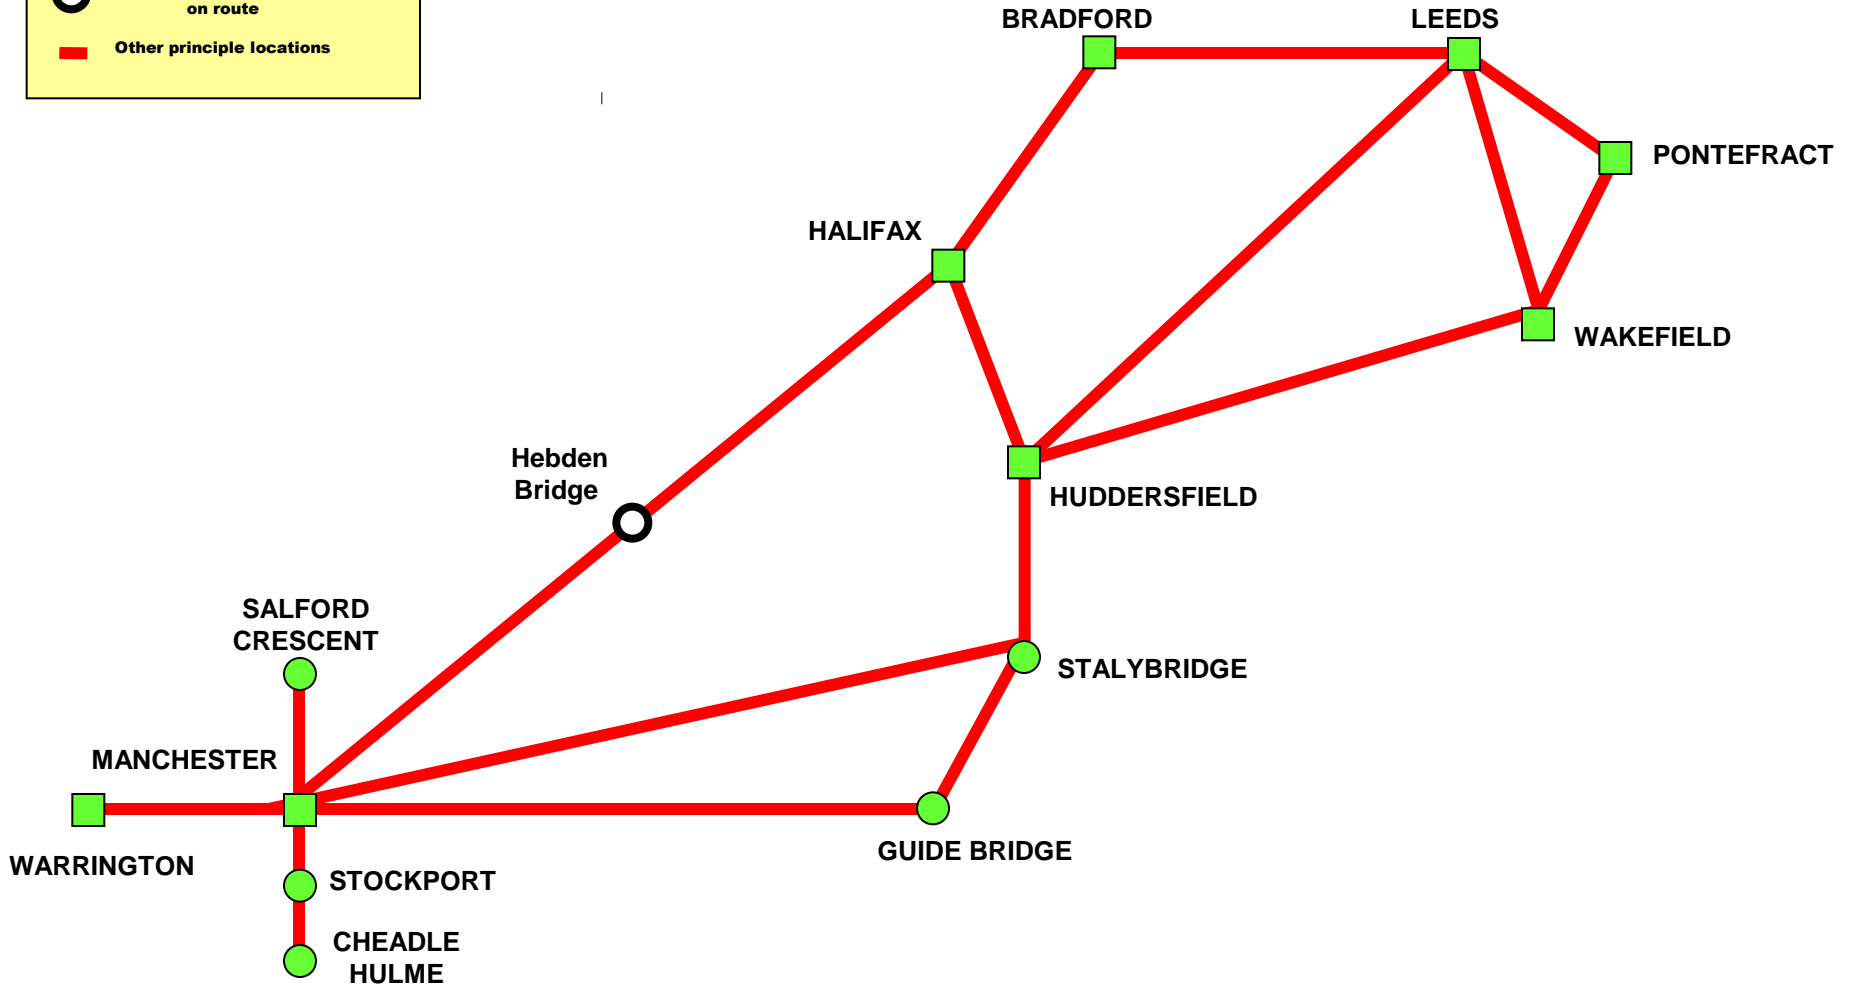 on route
Other principle locations
BRADFORD
LEEDS
PONTEFRACT
HALIFAX
WAKEFIELD
Hebden
Bridge
HUDDERSFIELD
SALFORD
CRESCENT
STALYBRIDGE
MANCHESTER
GUIDE BRIDGE
WARRINGTON
STOCKPORT
CHEADLE
HULME